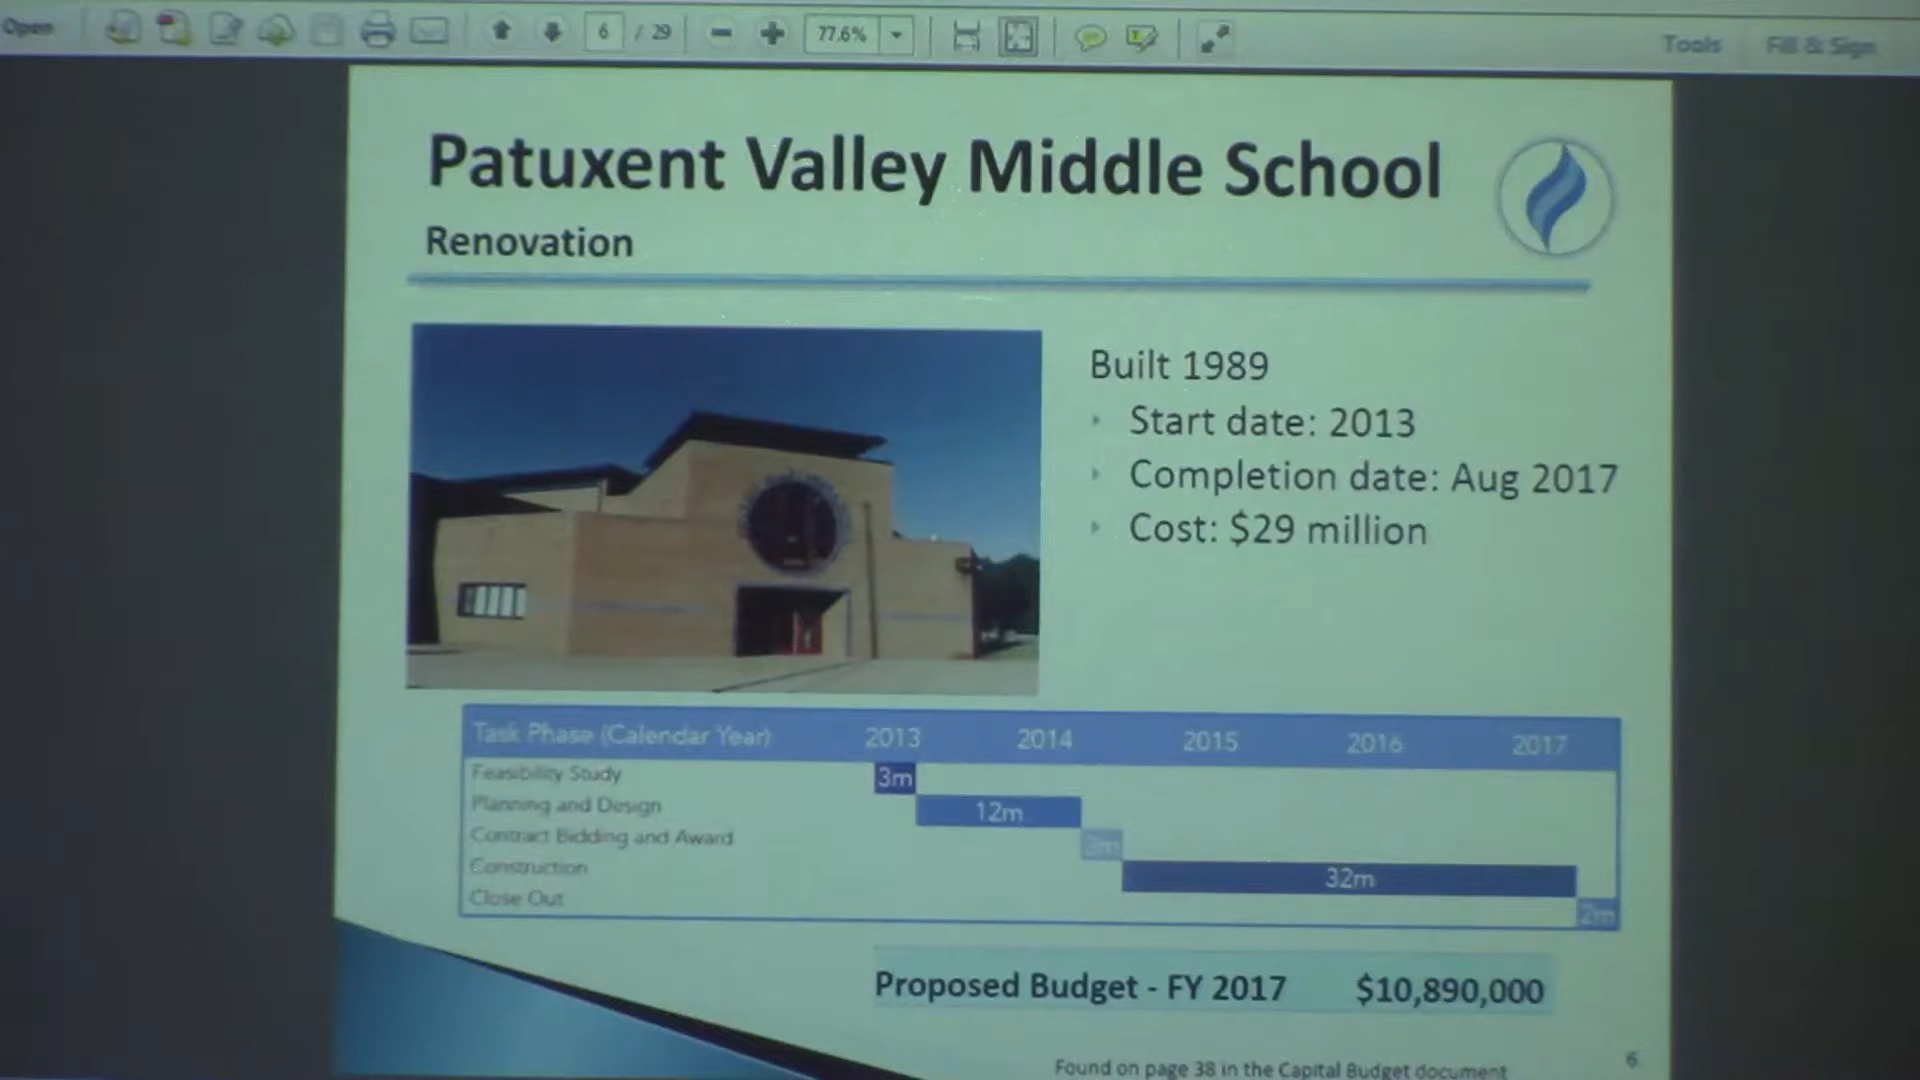 Open
6 / 29
77.6%
Tools
Fill & Sign
Patuxent Valley Middle School
Renovation
Built 1989
Start date: 2013
Completion date: Aug 2017
Cost: $29 million
Task Phase (Calendar Year) 2013 2014 2015 2016 2017
Feasibility Study 3m
Planning and Design 12m
Contract Bidding and Award 3m
Construction 32m
Close Out 2m
Proposed Budget - FY 2017 $10,890,000
Found on page 38 in the Capital Budget document
6